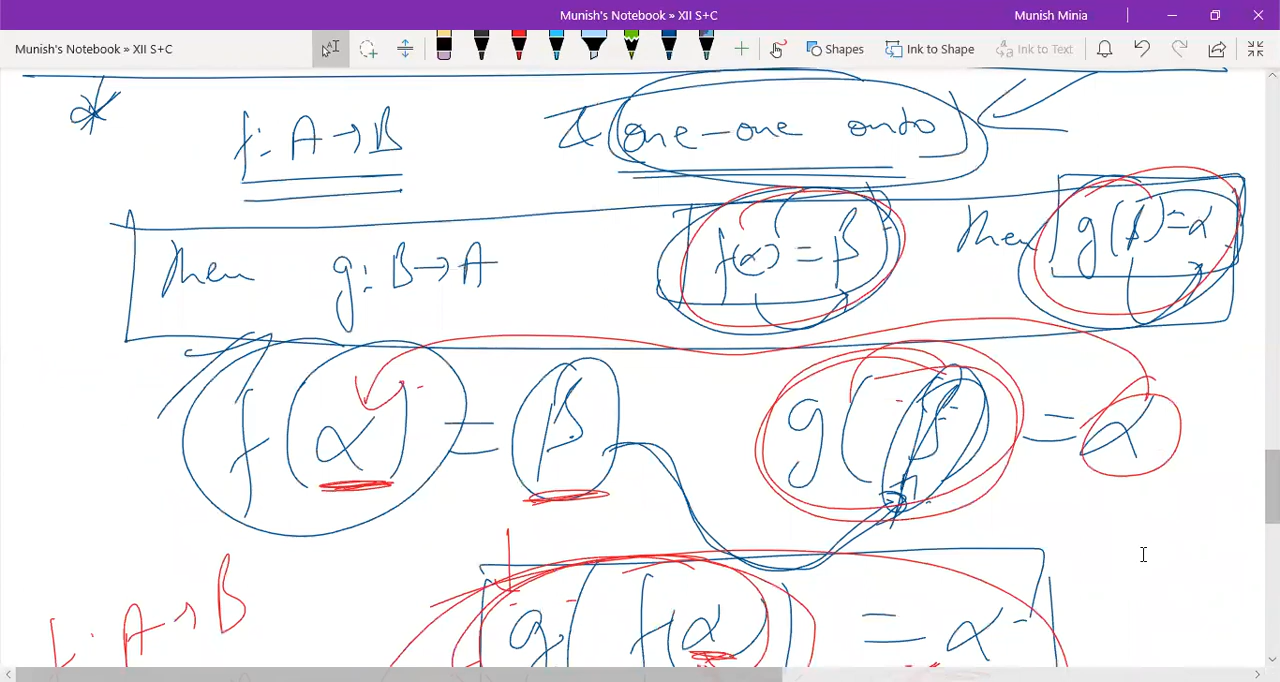 Munish's Notebook » XII S+C
Munish Minia
Munish's Notebook » XII S+C
Shapes
Ink to Shape
Ink to Text
f: A→B one-one onto
Then g: B→A f(α) = β Then g(β)=α
f(α) = β g(β) = α
f: A→B
g(f(α)) = α